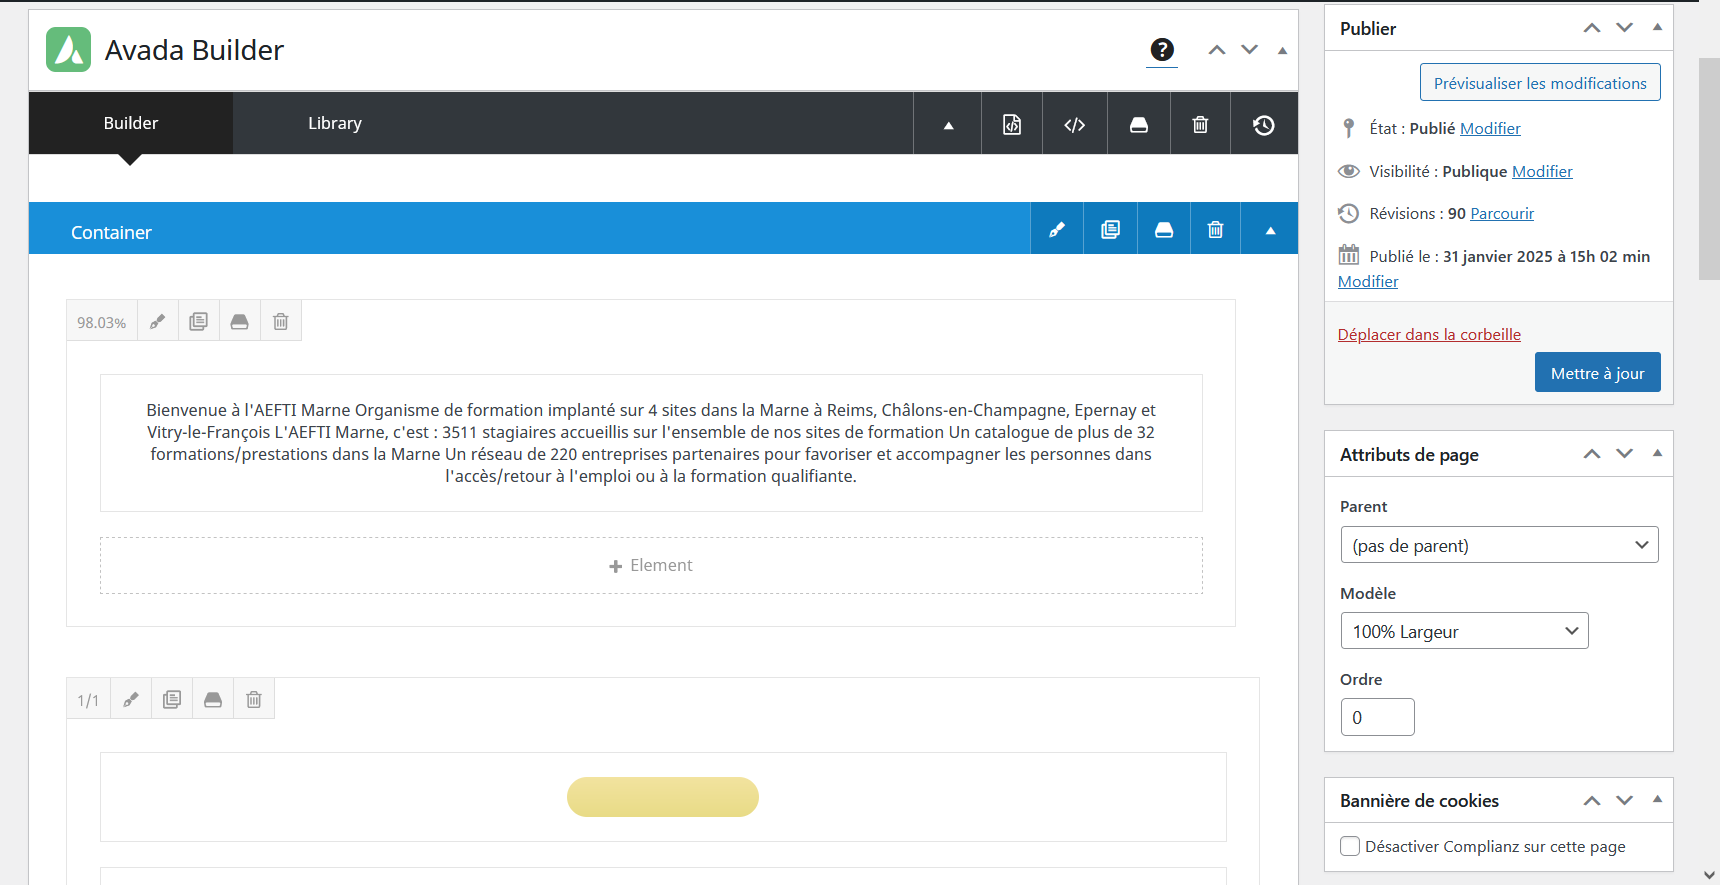 Avada Builder
Builder
Library
Container
98.03%
Bienvenue à l'AEFTI Marne Organisme de formation implanté sur 4 sites dans la Marne à Reims, Châlons-en-Champagne, Epernay et
Vitry-le-François L'AEFTI Marne, c'est : 3511 stagiaires accueillis sur l'ensemble de nos sites de formation Un catalogue de plus de 32
formations/prestations dans la Marne Un réseau de 220 entreprises partenaires pour favoriser et accompagner les personnes dans
l'accès/retour à l'emploi ou à la formation qualifiante.
+ Element
1/1
Publier
Prévisualiser les modifications
État : Publié Modifier
Visibilité : Publique Modifier
Révisions : 90 Parcourir
Publié le : 31 janvier 2025 à 15h 02 min
Modifier
Déplacer dans la corbeille
Mettre à jour
Attributs de page
Parent
(pas de parent)
Modèle
100% Largeur
Ordre
0
Bannière de cookies
Désactiver Complianz sur cette page